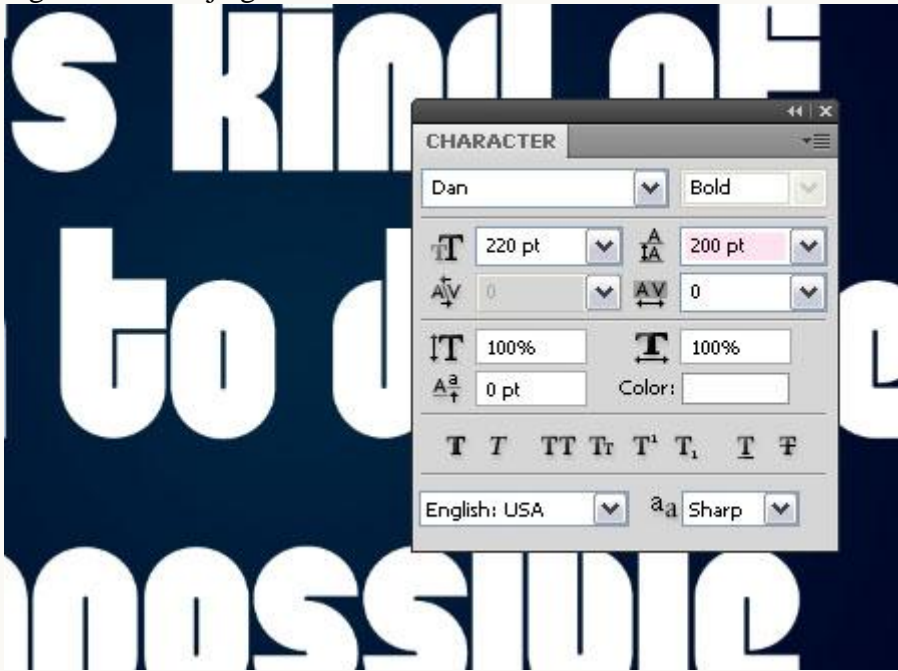 s kind of
to d
CHARACTER
Dan
Bold
220 pt
200 pt
0
0
100%
100%
0 pt
Color:
English: USA
Sharp